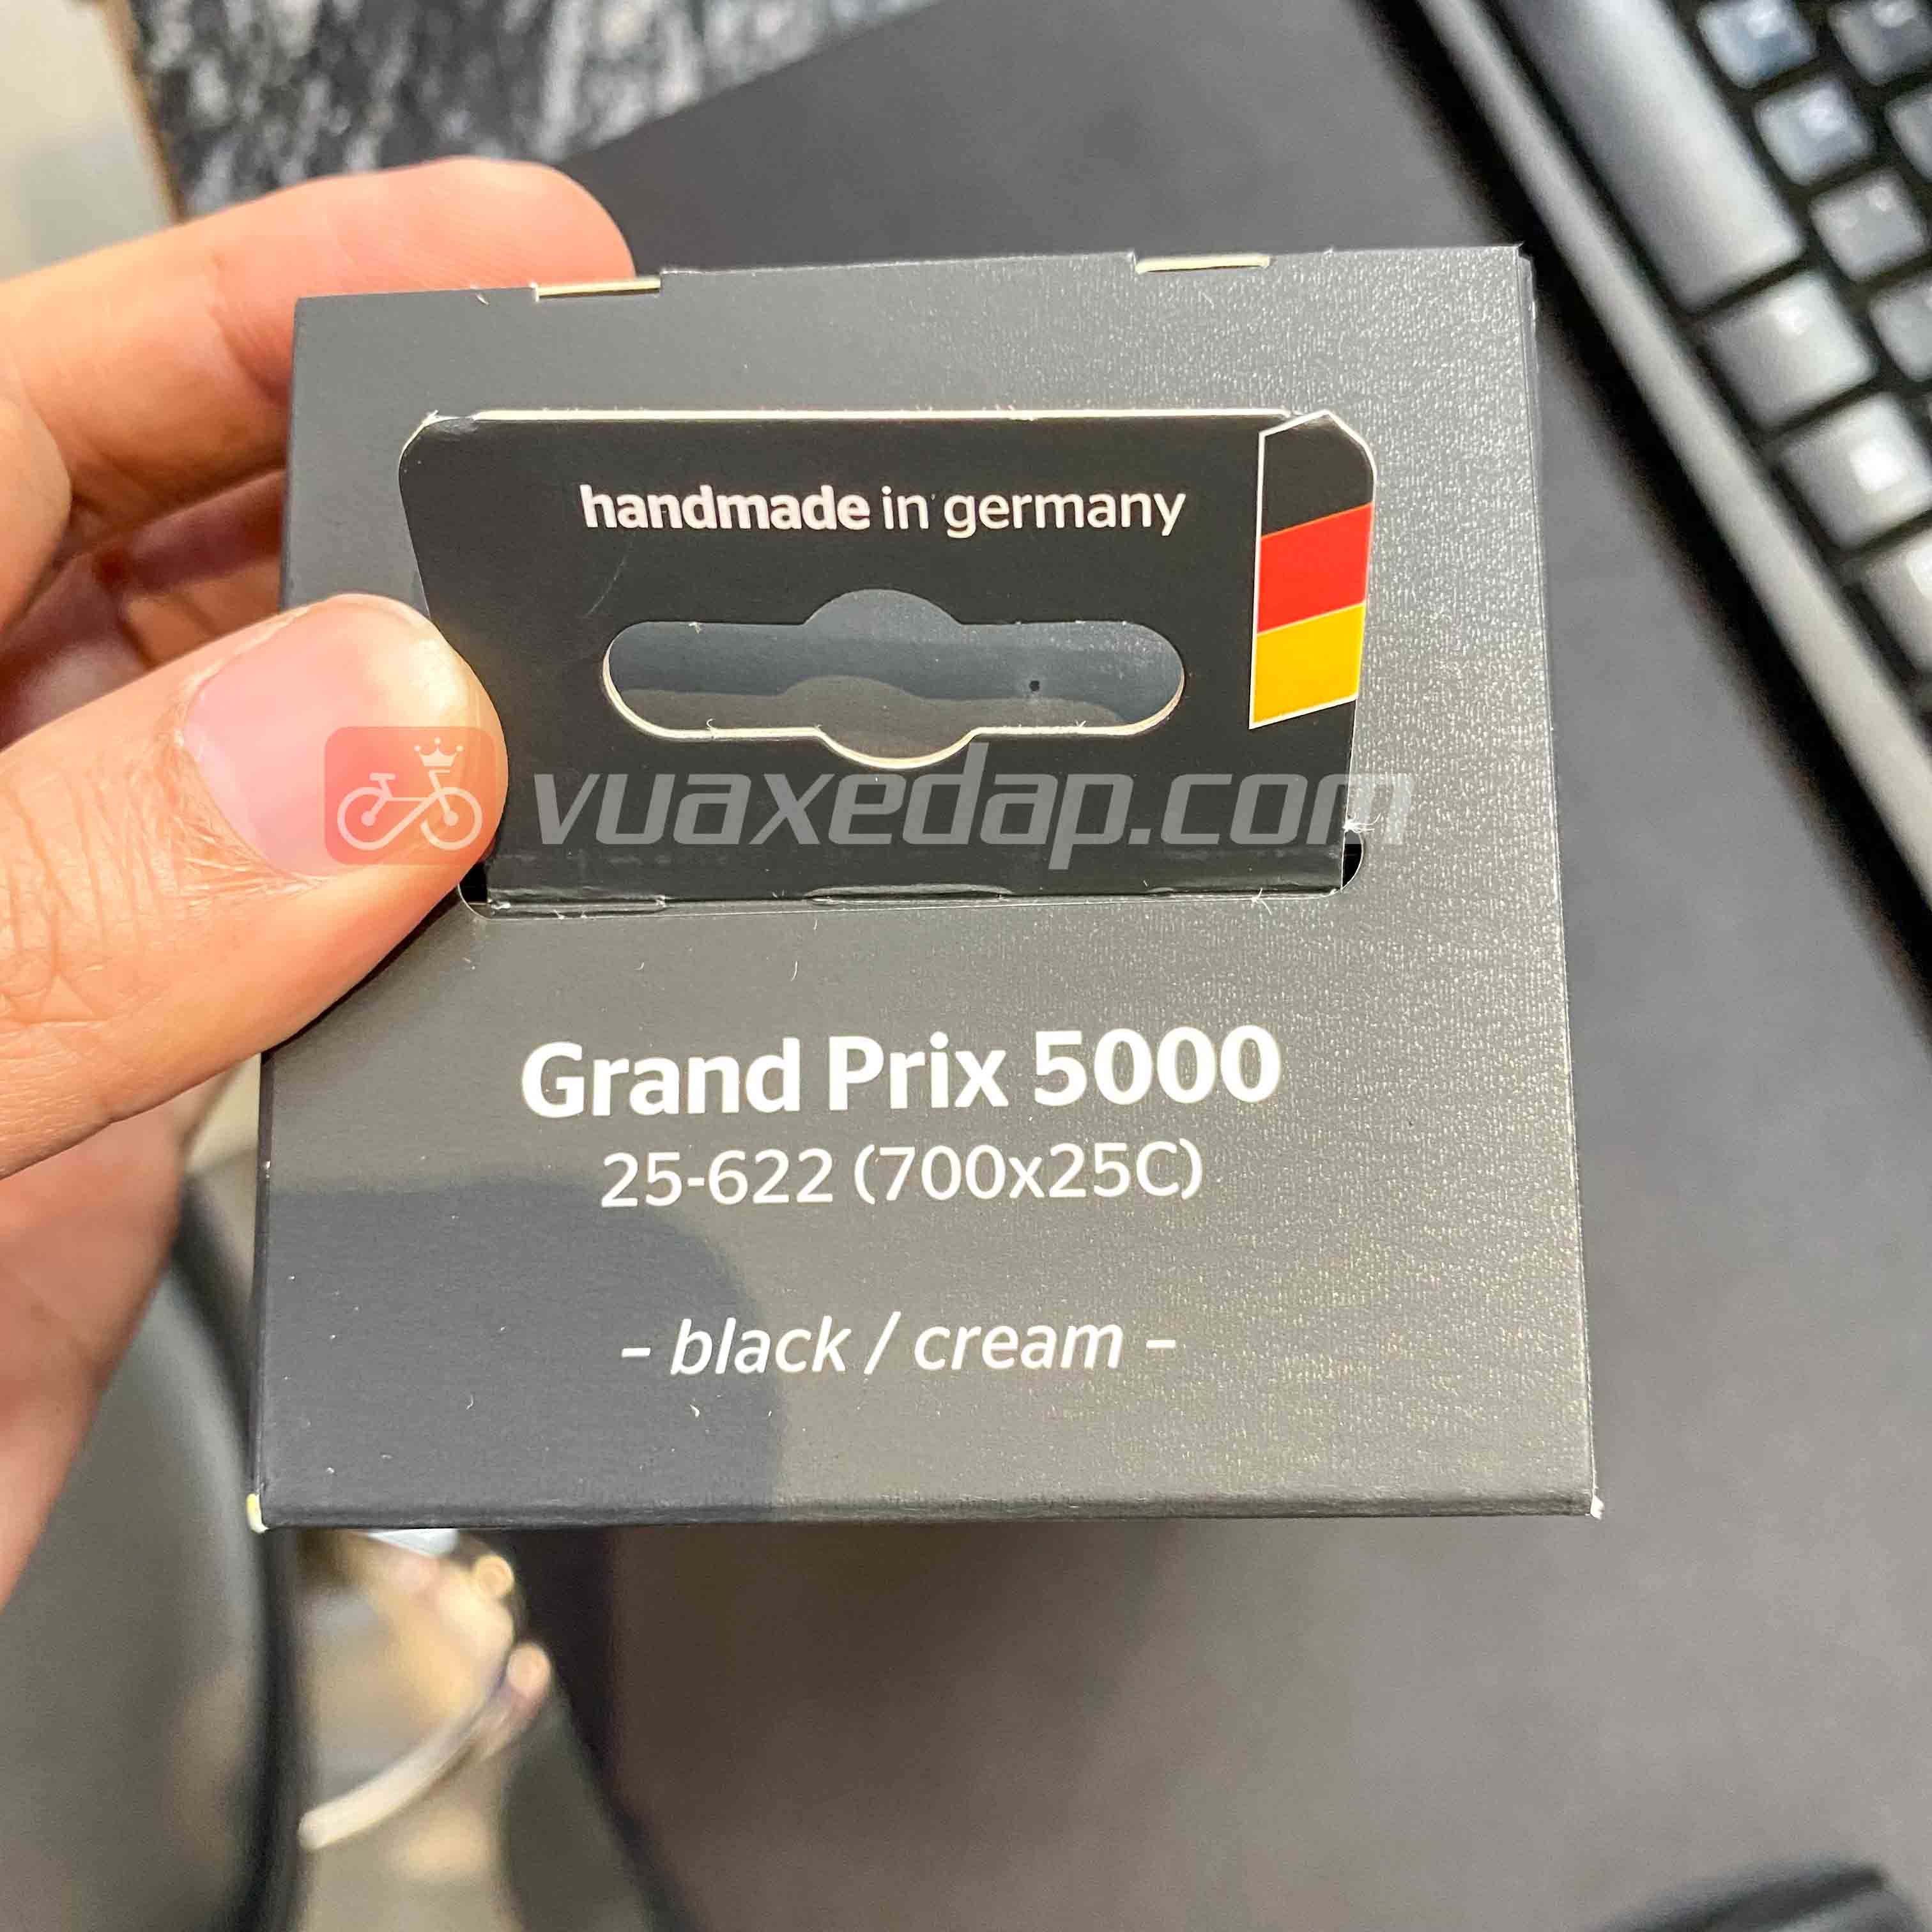 handmade in germany
vuaxedap.com
Grand Prix 5000
25-622 (700x25C)
- black / cream -